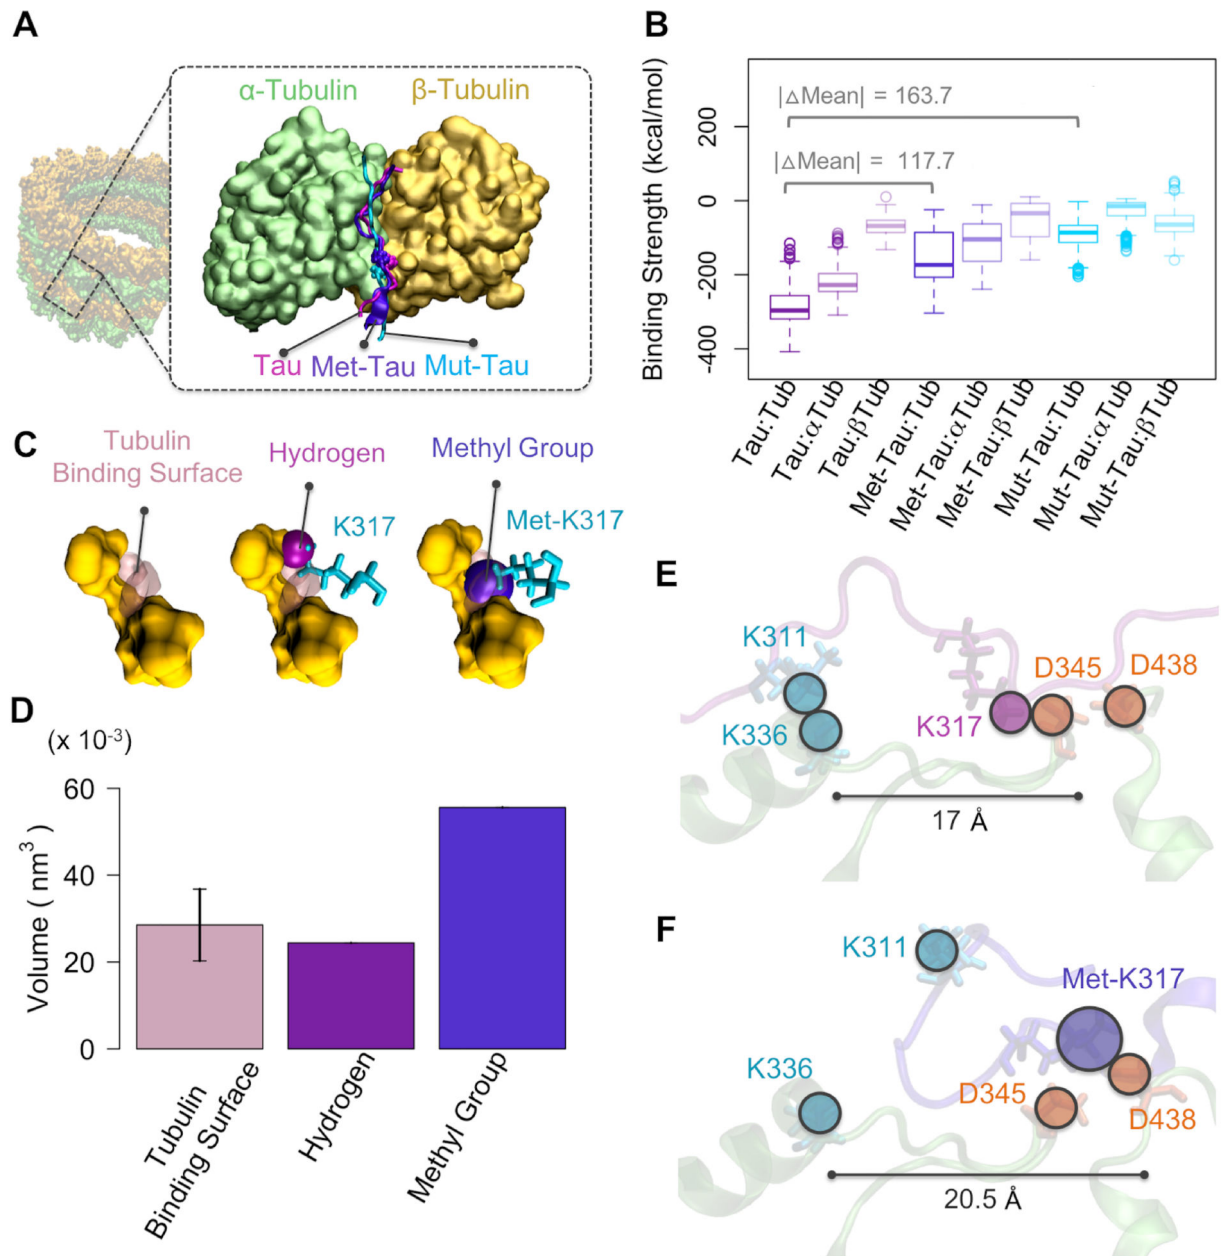 A
α-Tubulin
β-Tubulin
Tau
Met-Tau
Mut-Tau
B
Binding Strength (kcal/mol)
200
0
-200
-400
|△Mean| = 163.7
|△Mean| = 117.7
Tau:Tub
Tau:αTub
Tau:βTub
Met-Tau:Tub
Met-Tau:αTub
Met-Tau:βTub
Mut-Tau:Tub
Mut-Tau:αTub
Mut-Tau:βTub
C
Tubulin
Binding Surface
Hydrogen
K317
Methyl Group
Met-K317
D
(x 10⁻³)
Volume ( nm³ )
60
40
20
0
Tubulin
Binding Surface
Hydrogen
Methyl Group
E
K311
K336
K317
D345
D438
17 Å
F
K311
Met-K317
K336
D345
D438
20.5 Å